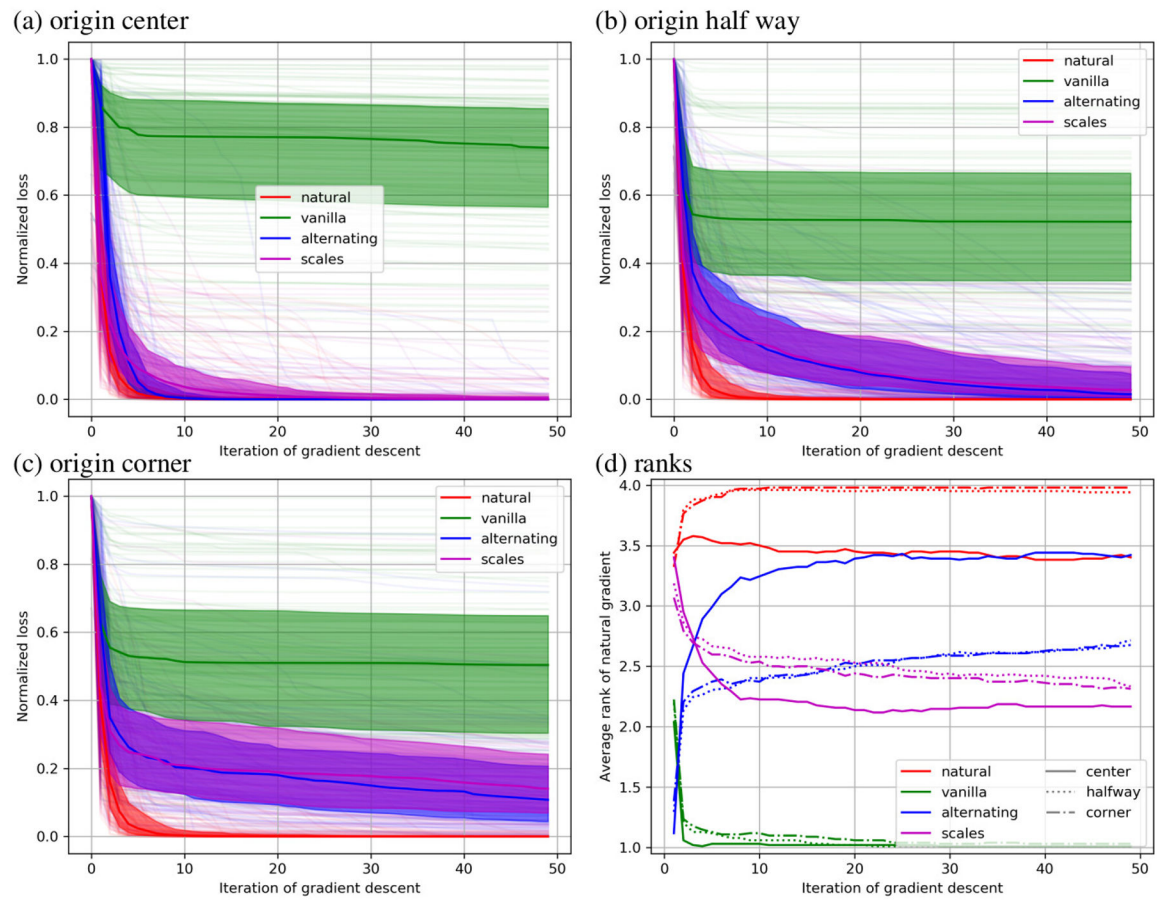 (a) origin center
1.0
0.8
0.6
0.4
0.2
0.0
Normalized loss
natural
vanilla
alternating
scales
0 10 20 30 40 50
Iteration of gradient descent
(b) origin half way
1.0
0.8
0.6
0.4
0.2
0.0
Normalized loss
natural
vanilla
alternating
scales
0 10 20 30 40 50
Iteration of gradient descent
(c) origin corner
1.0
0.8
0.6
0.4
0.2
0.0
Normalized loss
natural
vanilla
alternating
scales
0 10 20 30 40 50
Iteration of gradient descent
(d) ranks
4.0
3.5
3.0
2.5
2.0
1.5
1.0
Average rank of natural gradient
natural center
vanilla halfway
alternating corner
scales
0 10 20 30 40 50
Iteration of gradient descent